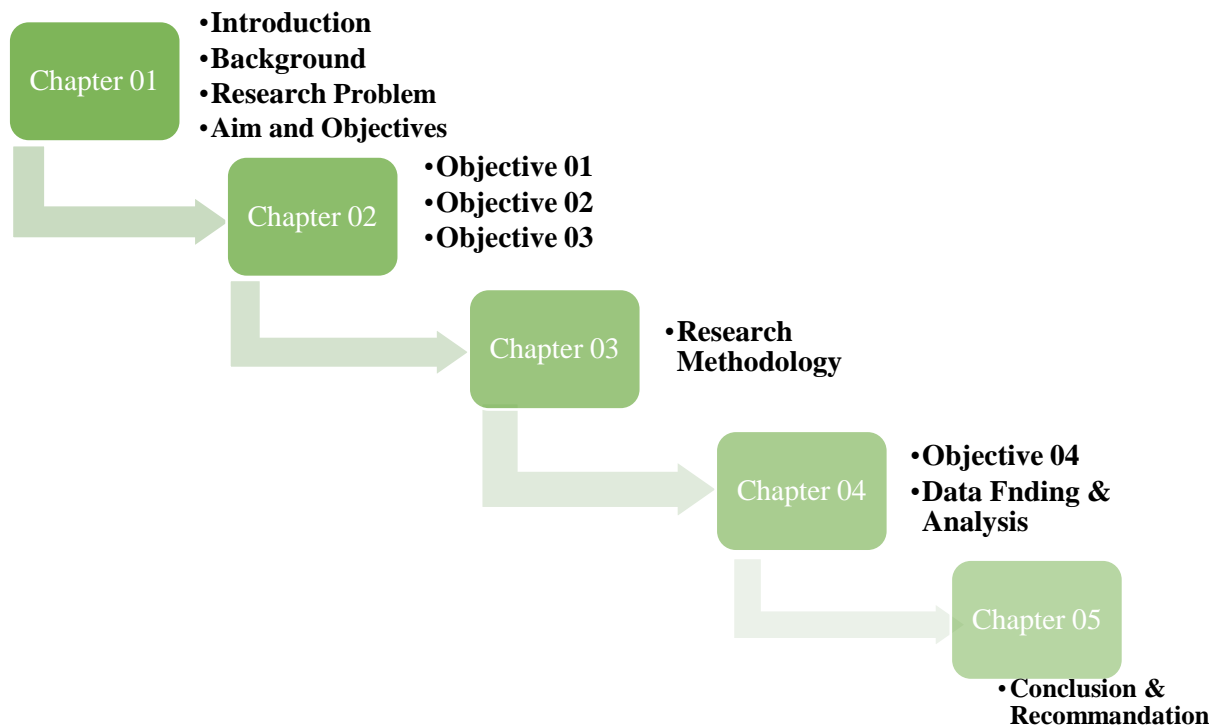 Chapter 01
•Introduction
•Background
•Research Problem
•Aim and Objectives
Chapter 02
•Objective 01
•Objective 02
•Objective 03
Chapter 03
•Research
Methodology
Chapter 04
•Objective 04
•Data Fnding &
Analysis
Chapter 05
•Conclusion &
Recommandation